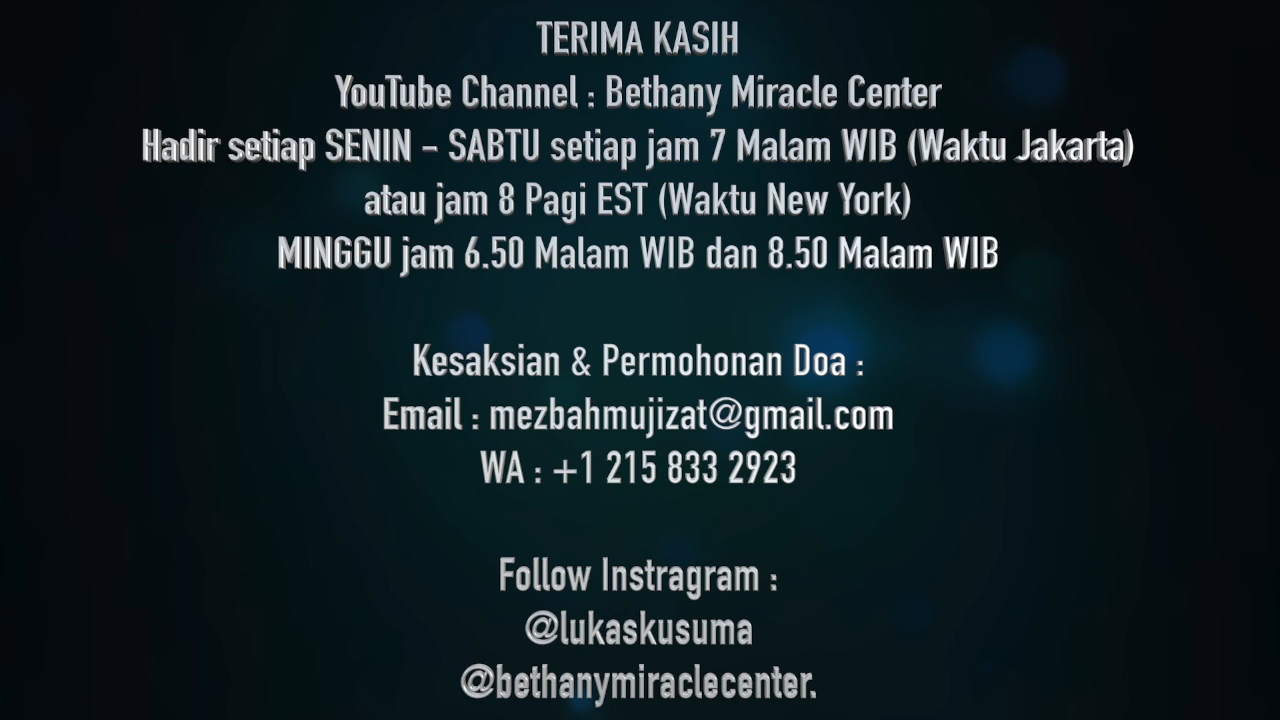 TERIMA KASIH
YouTube Channel : Bethany Miracle Center
Hadir setiap SENIN - SABTU setiap jam 7 Malam WIB (Waktu Jakarta)
atau jam 8 Pagi EST (Waktu New York)
MINGGU jam 6.50 Malam WIB dan 8.50 Malam WIB
Kesaksian & Permohonan Doa :
Email : mezbahmujizat@gmail.com
WA : +1 215 833 2923
Follow Instragram :
@lukaskusuma
@bethanymiraclecenter.